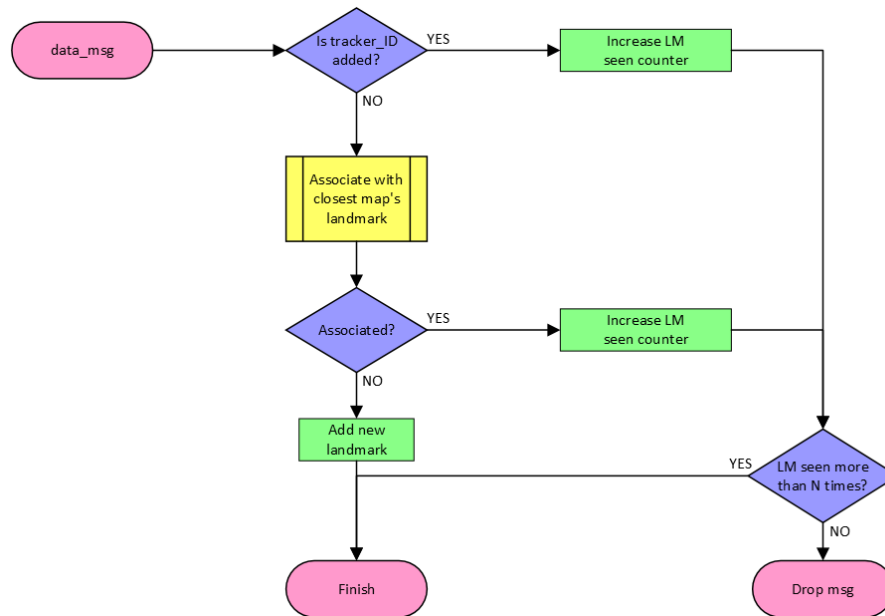 data_msg
Is tracker_ID
added?
YES
Increase LM
seen counter
NO
Associate with
closest map's
landmark
Associated?
YES
Increase LM
seen counter
NO
Add new
landmark
YES
LM seen more
than N times?
NO
Finish
Drop msg